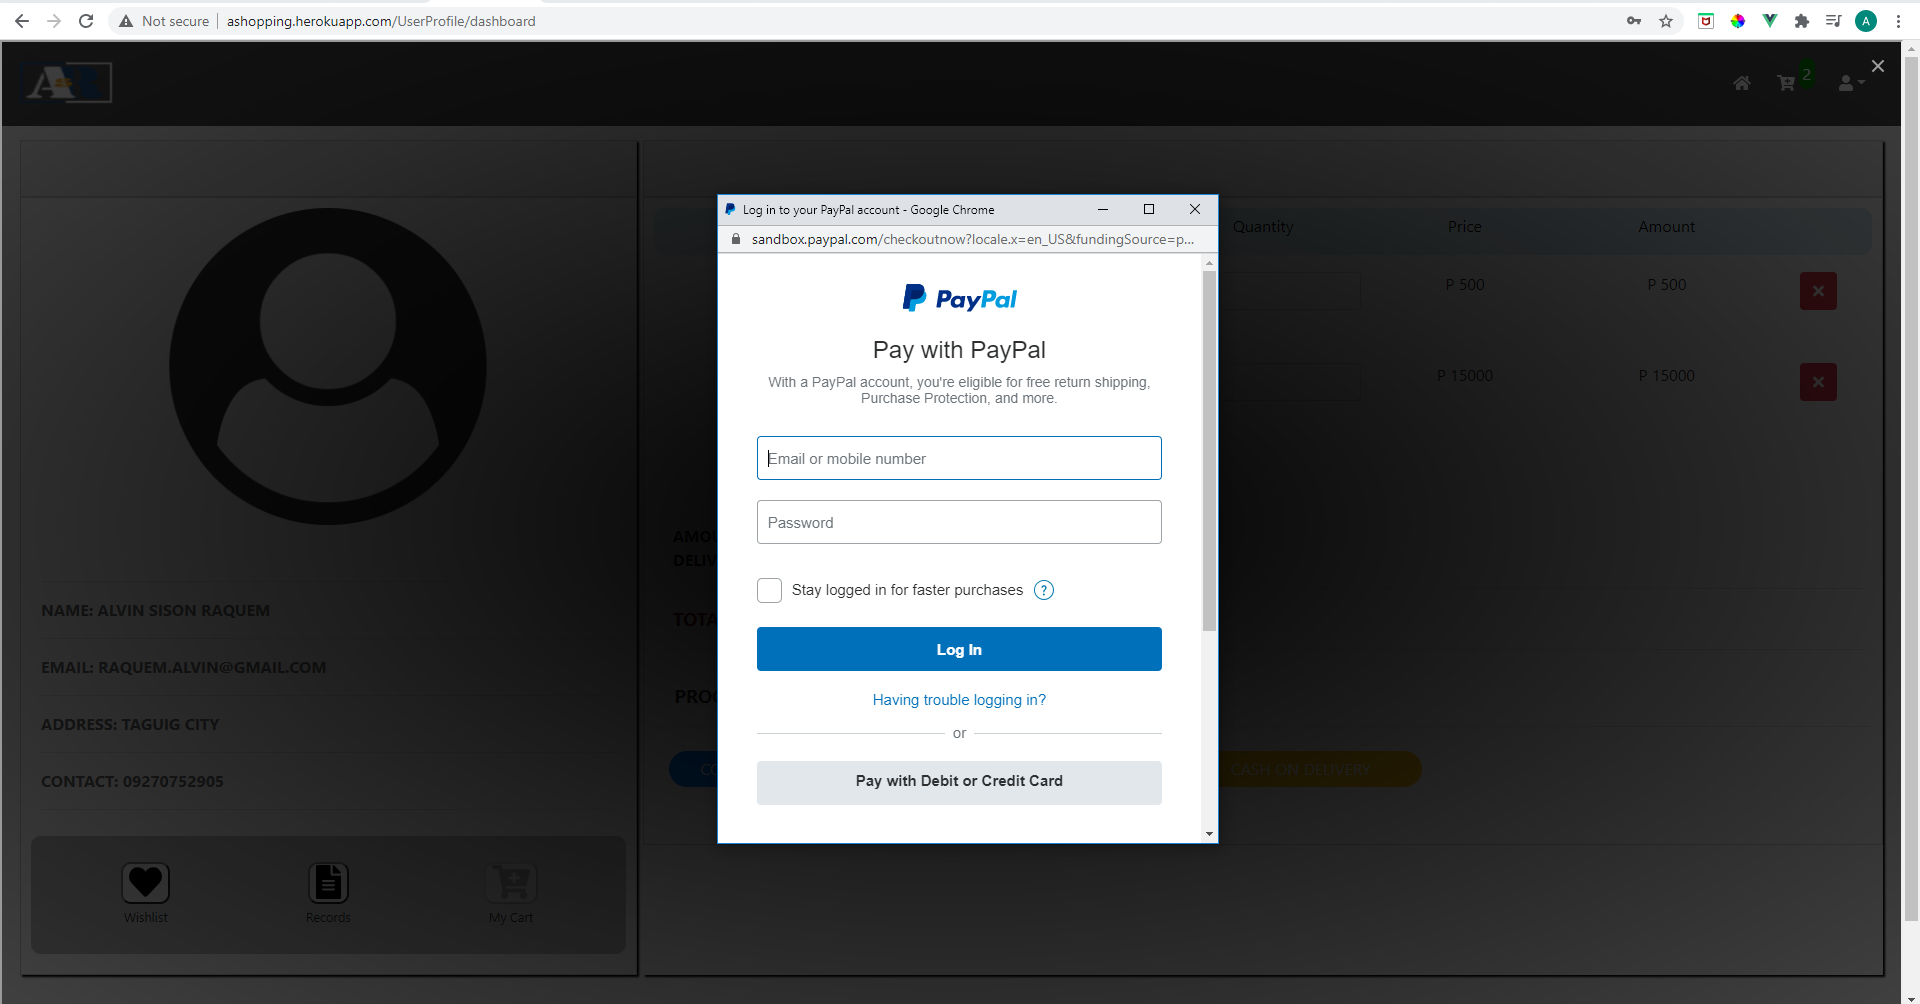 Not secure
ashopping.herokuapp.com/UserProfile/dashboard
A
2
Log in to your PayPal account - Google Chrome
sandbox.paypal.com/checkoutnow?locale.x=en_US&fundingSource=p...
PayPal
Pay with PayPal
With a PayPal account, you're eligible for free return shipping,
Purchase Protection, and more.
Email or mobile number
Password
Stay logged in for faster purchases ?
Log In
Having trouble logging in?
or
Pay with Debit or Credit Card
Quantity Price Amount
P 500 P 500
P 15000 P 15000
CASH ON DELIVERY
NAME: ALVIN SISON RAQUEM
EMAIL: RAQUEM.ALVIN@GMAIL.COM
ADDRESS: TAGUIG CITY
CONTACT: 09270752905
Wishlist Records My Cart